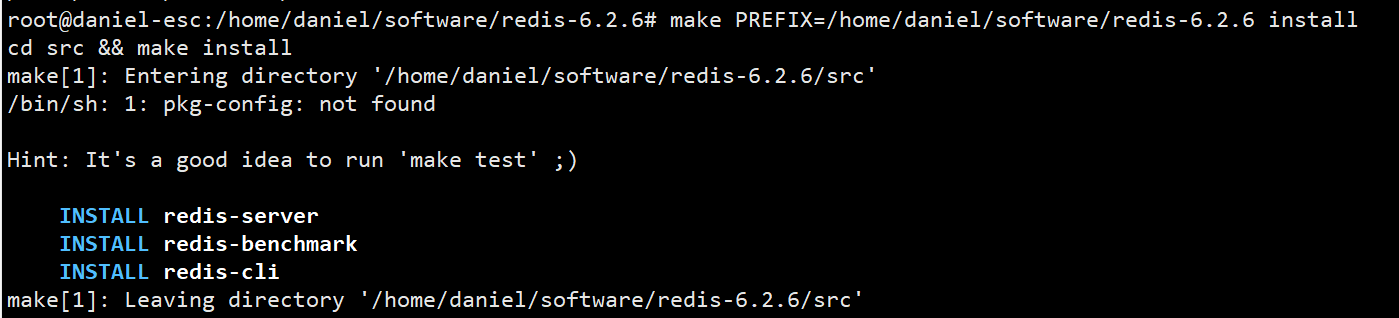 root@daniel-esc:/home/daniel/software/redis-6.2.6# make PREFIX=/home/daniel/software/redis-6.2.6 install
cd src && make install
make[1]: Entering directory '/home/daniel/software/redis-6.2.6/src'
/bin/sh: 1: pkg-config: not found
Hint: It's a good idea to run 'make test' ;)
INSTALL redis-server
INSTALL redis-benchmark
INSTALL redis-cli
make[1]: Leaving directory '/home/daniel/software/redis-6.2.6/src'